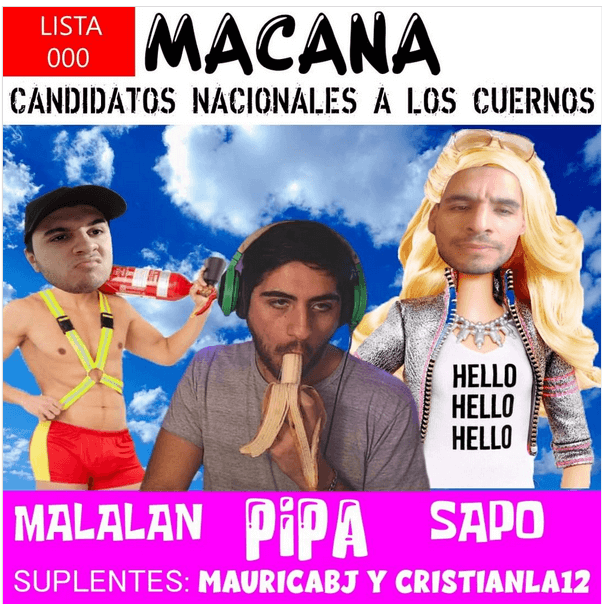 LISTA
000
MACANA
CANDIDATOS NACIONALES A LOS CUERNOS
HELLO
HELLO
HELLO
MALALAN PiPA SAPO
SUPLENTES: MAURICABJ Y CRISTIANLA12